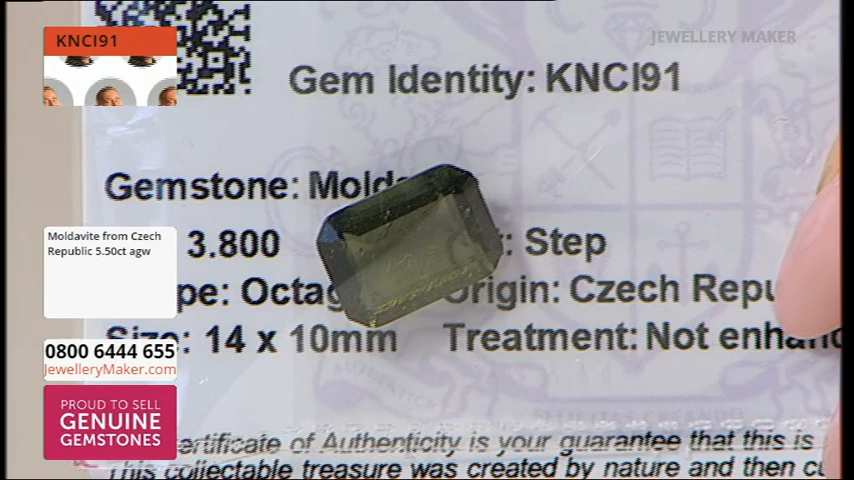 KNCI91
JEWELLERY MAKER
Gem Identity: KNCI91
Gemstone: Molda
3.800
: Step
pe: Octag
Origin: Czech Repu
Size: 14 x 10mm
Treatment: Not enhanc
Moldavite from Czech
Republic 5.50ct agw
0800 6444 655
JewelleryMaker.com
PROUD TO SELL
GENUINE
GEMSTONES
ertificate of Authenticity is your guarantee that this is
This collectable treasure was created by nature and then cu